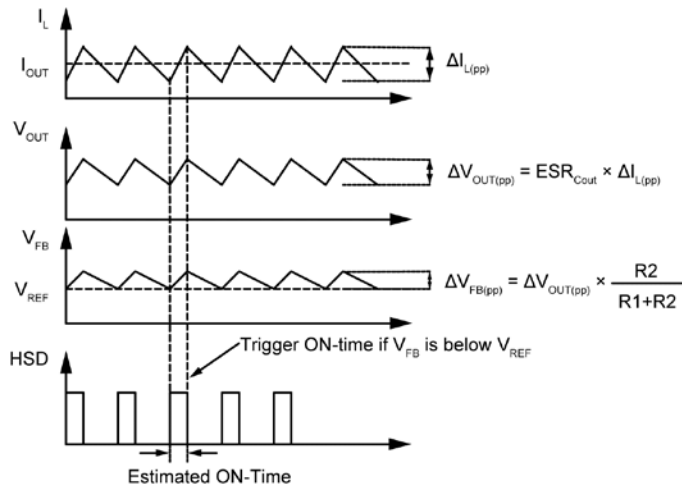 I_L
I_OUT
ΔI_L(pp)
V_OUT
ΔV_OUT(pp) = ESR_Cout × ΔI_L(pp)
V_FB
V_REF
ΔV_FB(pp) = ΔV_OUT(pp) × R2
R1+R2
Trigger ON-time if V_FB is below V_REF
HSD
Estimated ON-Time